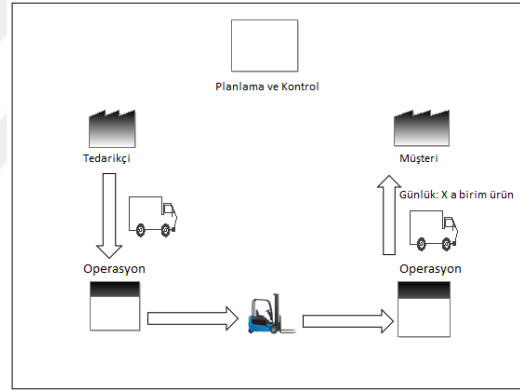 Planlama ve Kontrol
Tedarikçi
Müşteri
Günlük: X a birim ürün
Operasyon
Operasyon